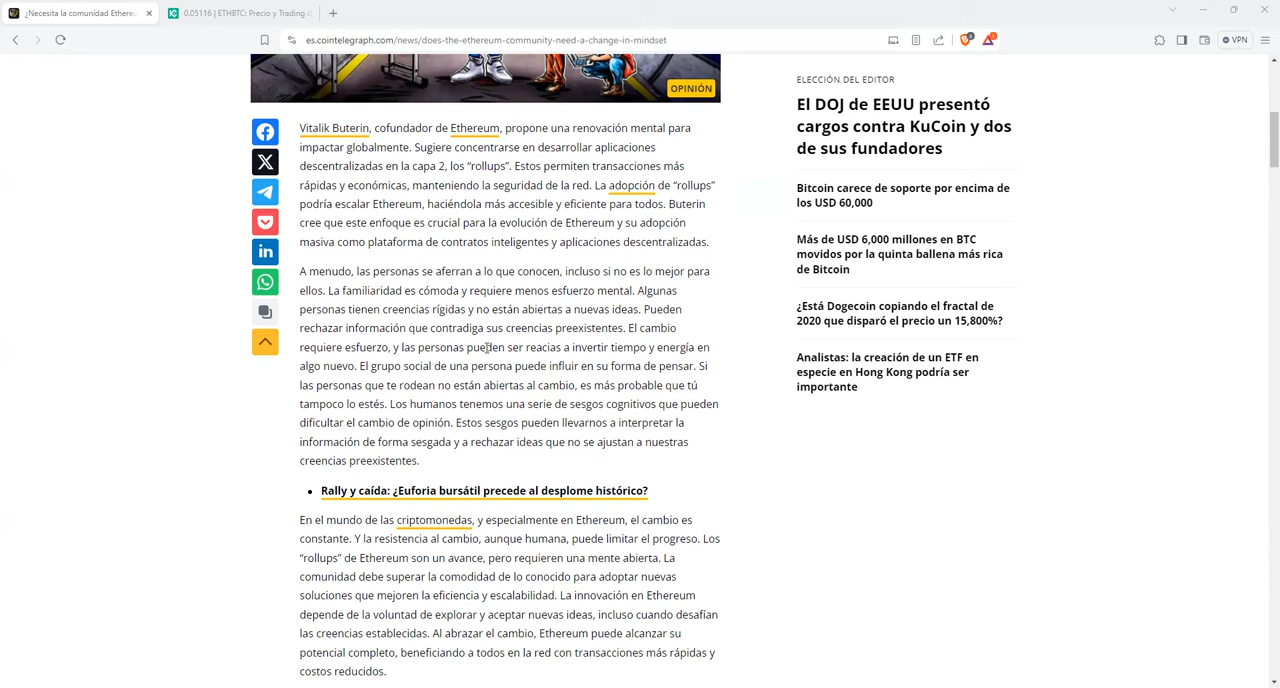 ¿Necesita la comunidad Ethere
0.05116 | ETHBTC: Precio y Trading d
es.cointelegraph.com/news/does-the-ethereum-community-need-a-change-in-mindset
VPN
OPINIÓN
Vitalik Buterin, cofundador de Ethereum, propone una renovación mental para
impactar globalmente. Sugiere concentrarse en desarrollar aplicaciones
descentralizadas en la capa 2, los “rollups”. Estos permiten transacciones más
rápidas y económicas, manteniendo la seguridad de la red. La adopción de “rollups”
podría escalar Ethereum, haciéndola más accesible y eficiente para todos. Buterin
cree que este enfoque es crucial para la evolución de Ethereum y su adopción
masiva como plataforma de contratos inteligentes y aplicaciones descentralizadas.
A menudo, las personas se aferran a lo que conocen, incluso si no es lo mejor para
ellos. La familiaridad es cómoda y requiere menos esfuerzo mental. Algunas
personas tienen creencias rígidas y no están abiertas a nuevas ideas. Pueden
rechazar información que contradiga sus creencias preexistentes. El cambio
requiere esfuerzo, y las personas pueden ser reacias a invertir tiempo y energía en
algo nuevo. El grupo social de una persona puede influir en su forma de pensar. Si
las personas que te rodean no están abiertas al cambio, es más probable que tú
tampoco lo estés. Los humanos tenemos una serie de sesgos cognitivos que pueden
dificultar el cambio de opinión. Estos sesgos pueden llevarnos a interpretar la
información de forma sesgada y a rechazar ideas que no se ajustan a nuestras
creencias preexistentes.
Rally y caída: ¿Euforia bursátil precede al desplome histórico?
En el mundo de las criptomonedas, y especialmente en Ethereum, el cambio es
constante. Y la resistencia al cambio, aunque humana, puede limitar el progreso. Los
“rollups” de Ethereum son un avance, pero requieren una mente abierta. La
comunidad debe superar la comodidad de lo conocido para adoptar nuevas
soluciones que mejoren la eficiencia y escalabilidad. La innovación en Ethereum
depende de la voluntad de explorar y aceptar nuevas ideas, incluso cuando desafían
las creencias establecidas. Al abrazar el cambio, Ethereum puede alcanzar su
potencial completo, beneficiando a todos en la red con transacciones más rápidas y
costos reducidos.
ELECCIÓN DEL EDITOR
El DOJ de EEUU presentó
cargos contra KuCoin y dos
de sus fundadores
Bitcoin carece de soporte por encima de
los USD 60,000
Más de USD 6,000 millones en BTC
movidos por la quinta ballena más rica
de Bitcoin
¿Está Dogecoin copiando el fractal de
2020 que disparó el precio un 15,800%?
Analistas: la creación de un ETF en
especie en Hong Kong podría ser
importante